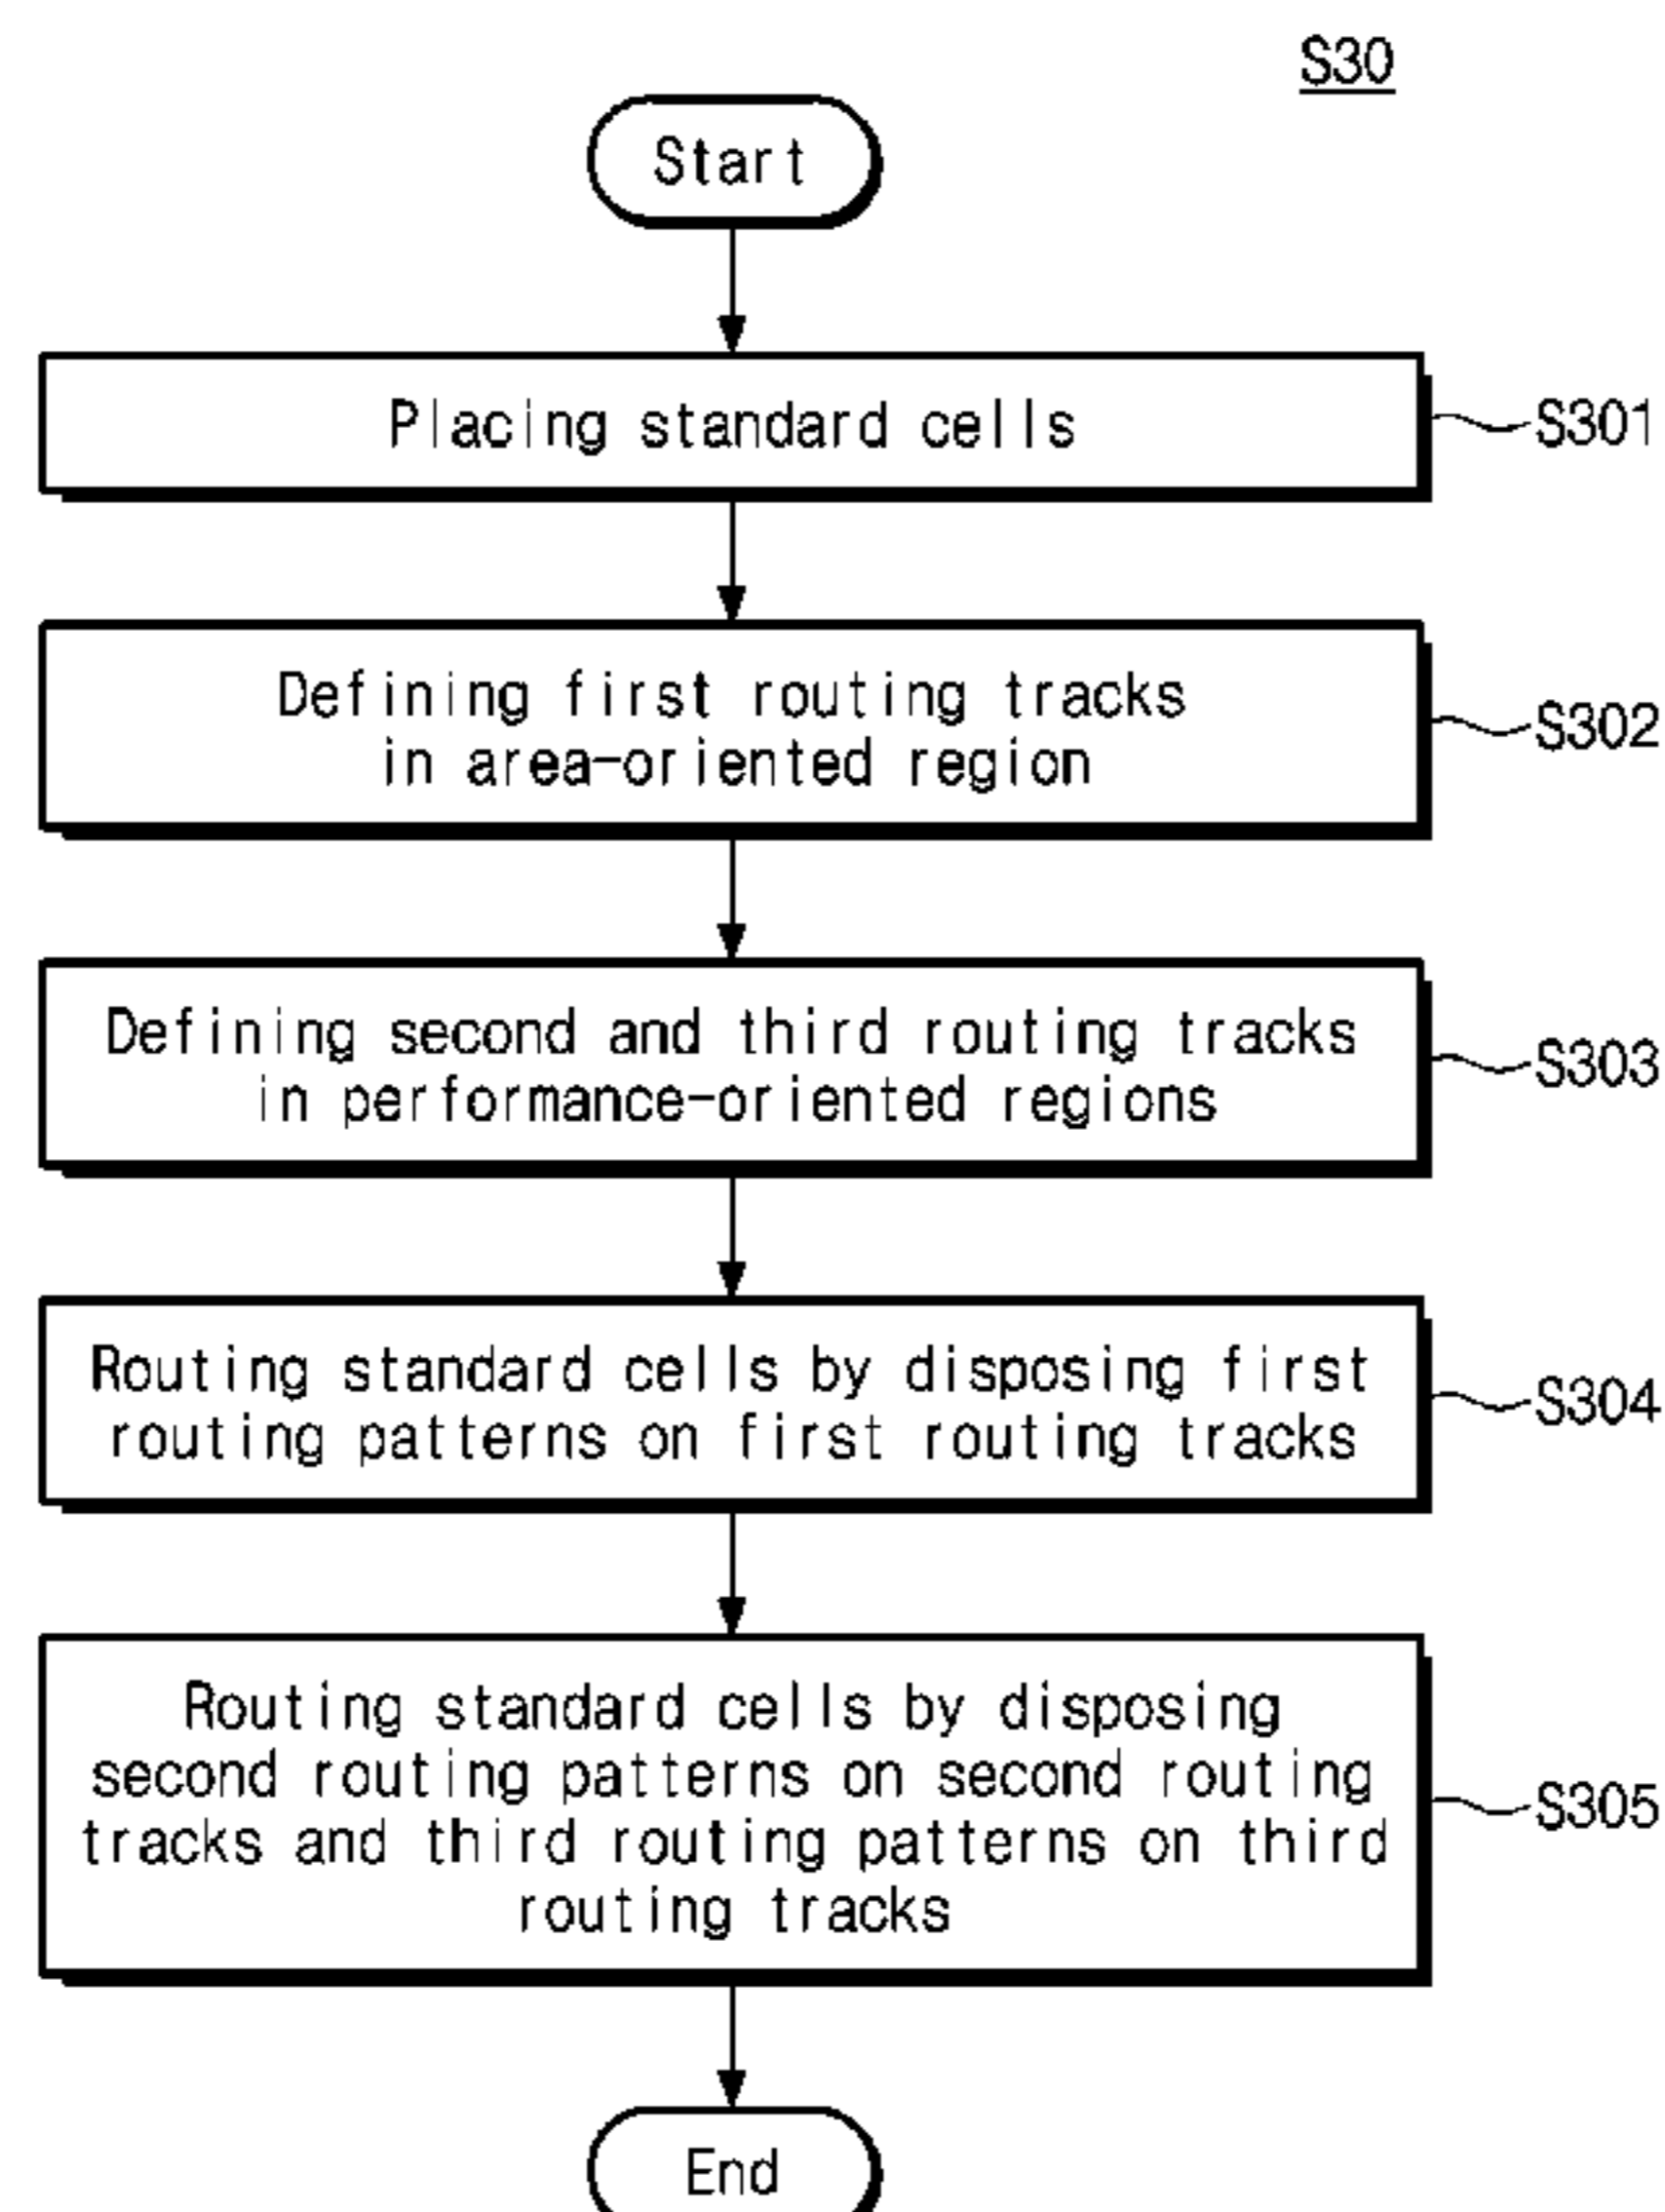 S30
Start
Placing standard cells
S301
Defining first routing tracks
in area-oriented region
S302
Defining second and third routing tracks
in performance-oriented regions
S303
Routing standard cells by disposing first
routing patterns on first routing tracks
S304
Routing standard cells by disposing
second routing patterns on second routing
tracks and third routing patterns on third
routing tracks
S305
End